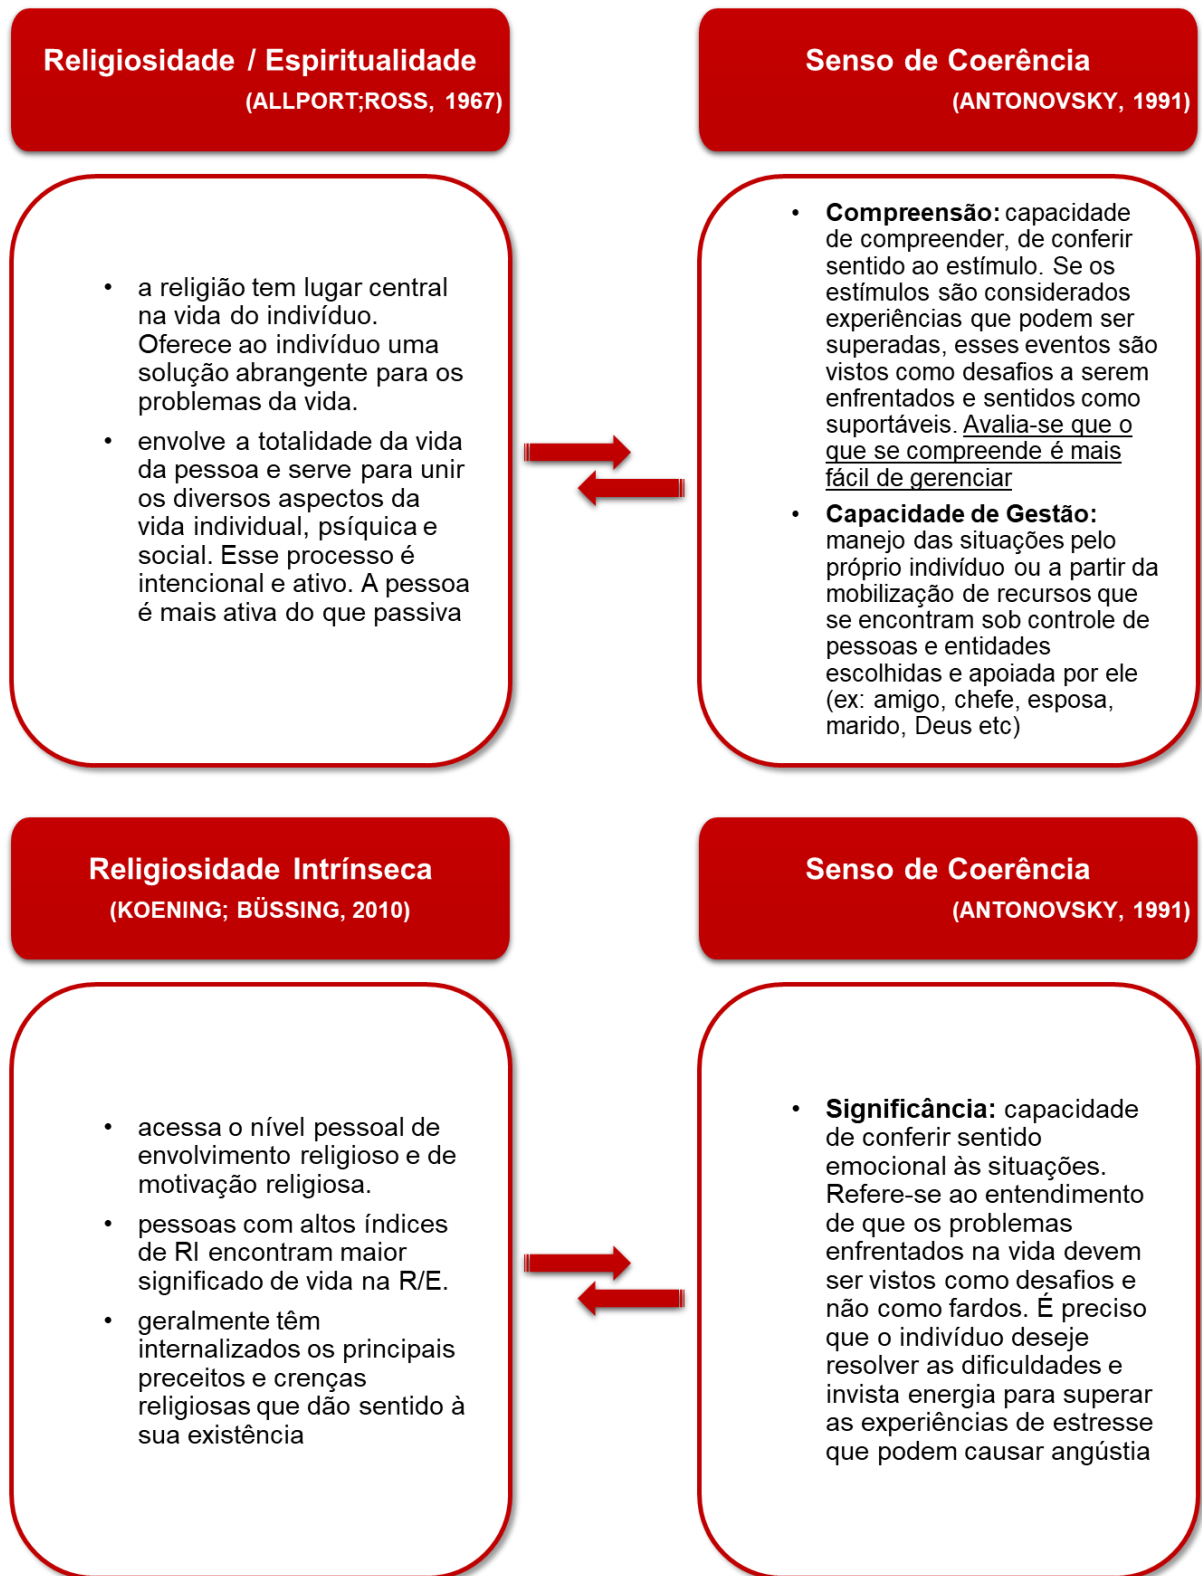 Religiosidade / Espiritualidade
(ALLPORT;ROSS, 1967)
a religião tem lugar central
na vida do indivíduo.
Oferece ao indivíduo uma
solução abrangente para os
problemas da vida.
envolve a totalidade da vida
da pessoa e serve para unir
os diversos aspectos da
vida individual, psíquica e
social. Esse processo é
intencional e ativo. A pessoa
é mais ativa do que passiva
Senso de Coerência
(ANTONOVSKY, 1991)
Compreensão: capacidade
de compreender, de conferir
sentido ao estímulo. Se os
estímulos são considerados
experiências que podem ser
superadas, esses eventos são
vistos como desafios a serem
enfrentados e sentidos como
suportáveis. Avalia-se que o
que se compreende é mais
fácil de gerenciar
Capacidade de Gestão:
manejo das situações pelo
próprio indivíduo ou a partir da
mobilização de recursos que
se encontram sob controle de
pessoas e entidades
escolhidas e apoiada por ele
(ex: amigo, chefe, esposa,
marido, Deus etc)
Religiosidade Intrínseca
(KOENING; BÜSSING, 2010)
acessa o nível pessoal de
envolvimento religioso e de
motivação religiosa.
pessoas com altos índices
de RI encontram maior
significado de vida na R/E.
geralmente têm
internalizados os principais
preceitos e crenças
religiosas que dão sentido à
sua existência
Senso de Coerência
(ANTONOVSKY, 1991)
Significância: capacidade
de conferir sentido
emocional às situações.
Refere-se ao entendimento
de que os problemas
enfrentados na vida devem
ser vistos como desafios e
não como fardos. É preciso
que o indivíduo deseje
resolver as dificuldades e
invista energia para superar
as experiências de estresse
que podem causar angústia